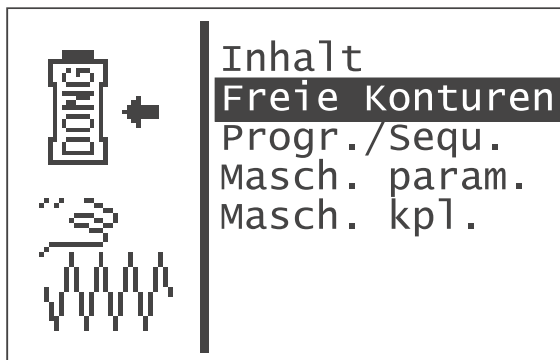 DONG
Inhalt
Freie Konturen
Progr./Sequ.
Masch. param.
Masch. kpl.